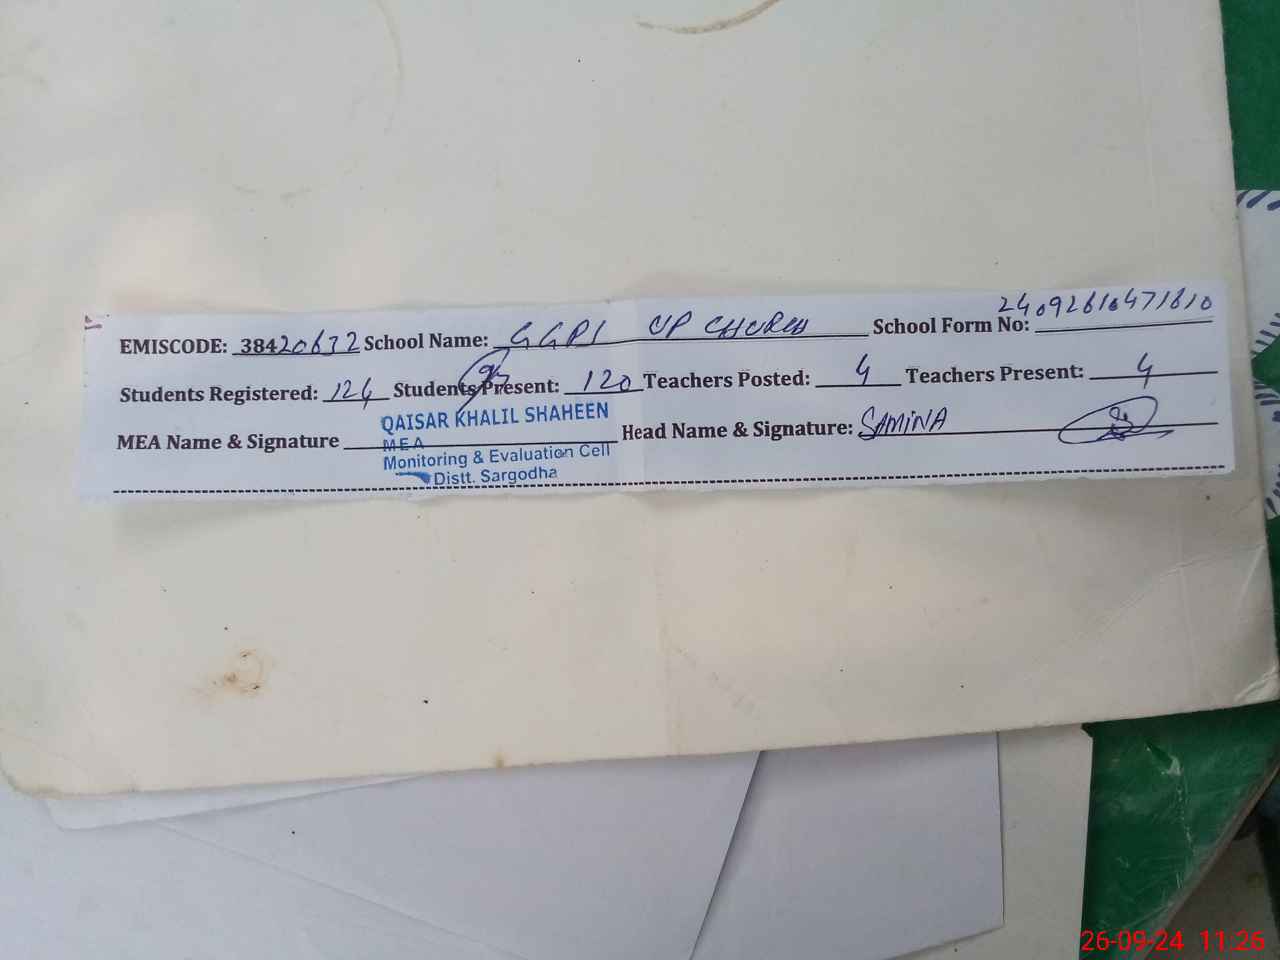 EMISCODE: 38420632 School Name: GGPS UP CHURCH School Form No: 24092610471610
Students Registered: 124 Students Present: 120 Teachers Posted: 4 Teachers Present: 4
MEA Name & Signature QAISAR KHALIL SHAHEEN Head Name & Signature: SAMINA
MEA
Monitoring & Evaluation Cell
Distt. Sargodha
26-09-24 11:26